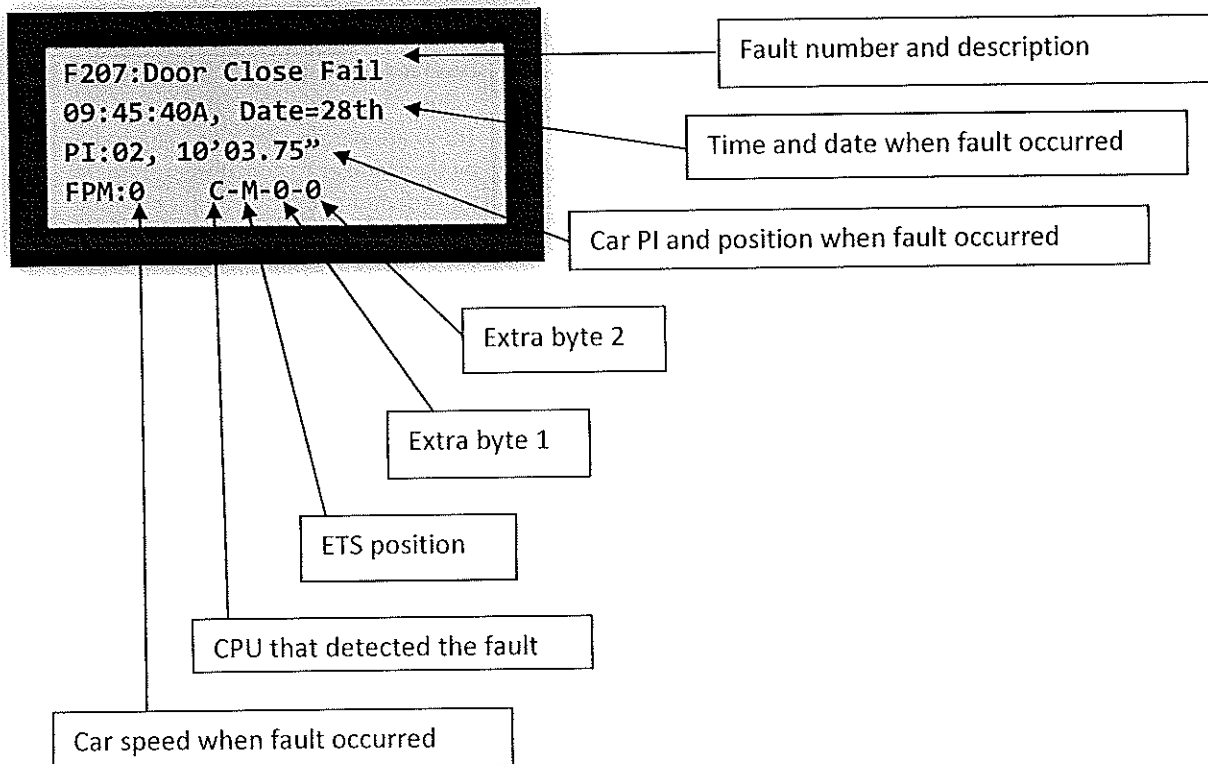 F207:Door Close Fail
09:45:40A, Date=28th
PI:02, 10’03.75”
FPM:0 C-M-0-0
Fault number and description
Time and date when fault occurred
Car PI and position when fault occurred
Extra byte 2
Extra byte 1
ETS position
CPU that detected the fault
Car speed when fault occurred